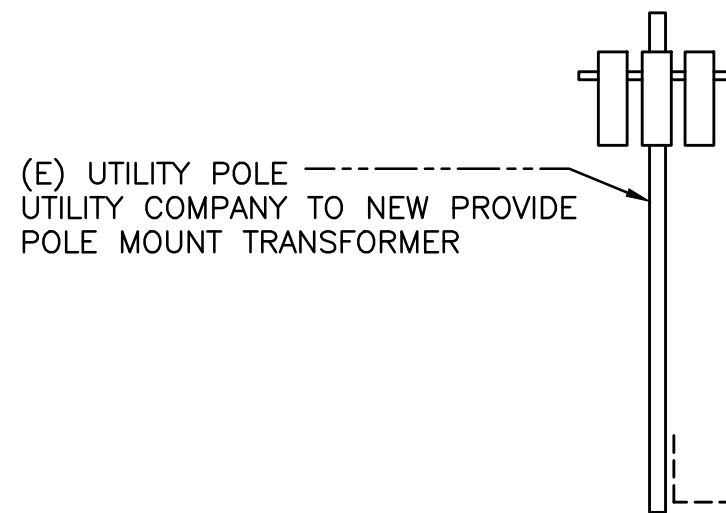 (E) UTILITY POLE
UTILITY COMPANY TO NEW PROVIDE
POLE MOUNT TRANSFORMER